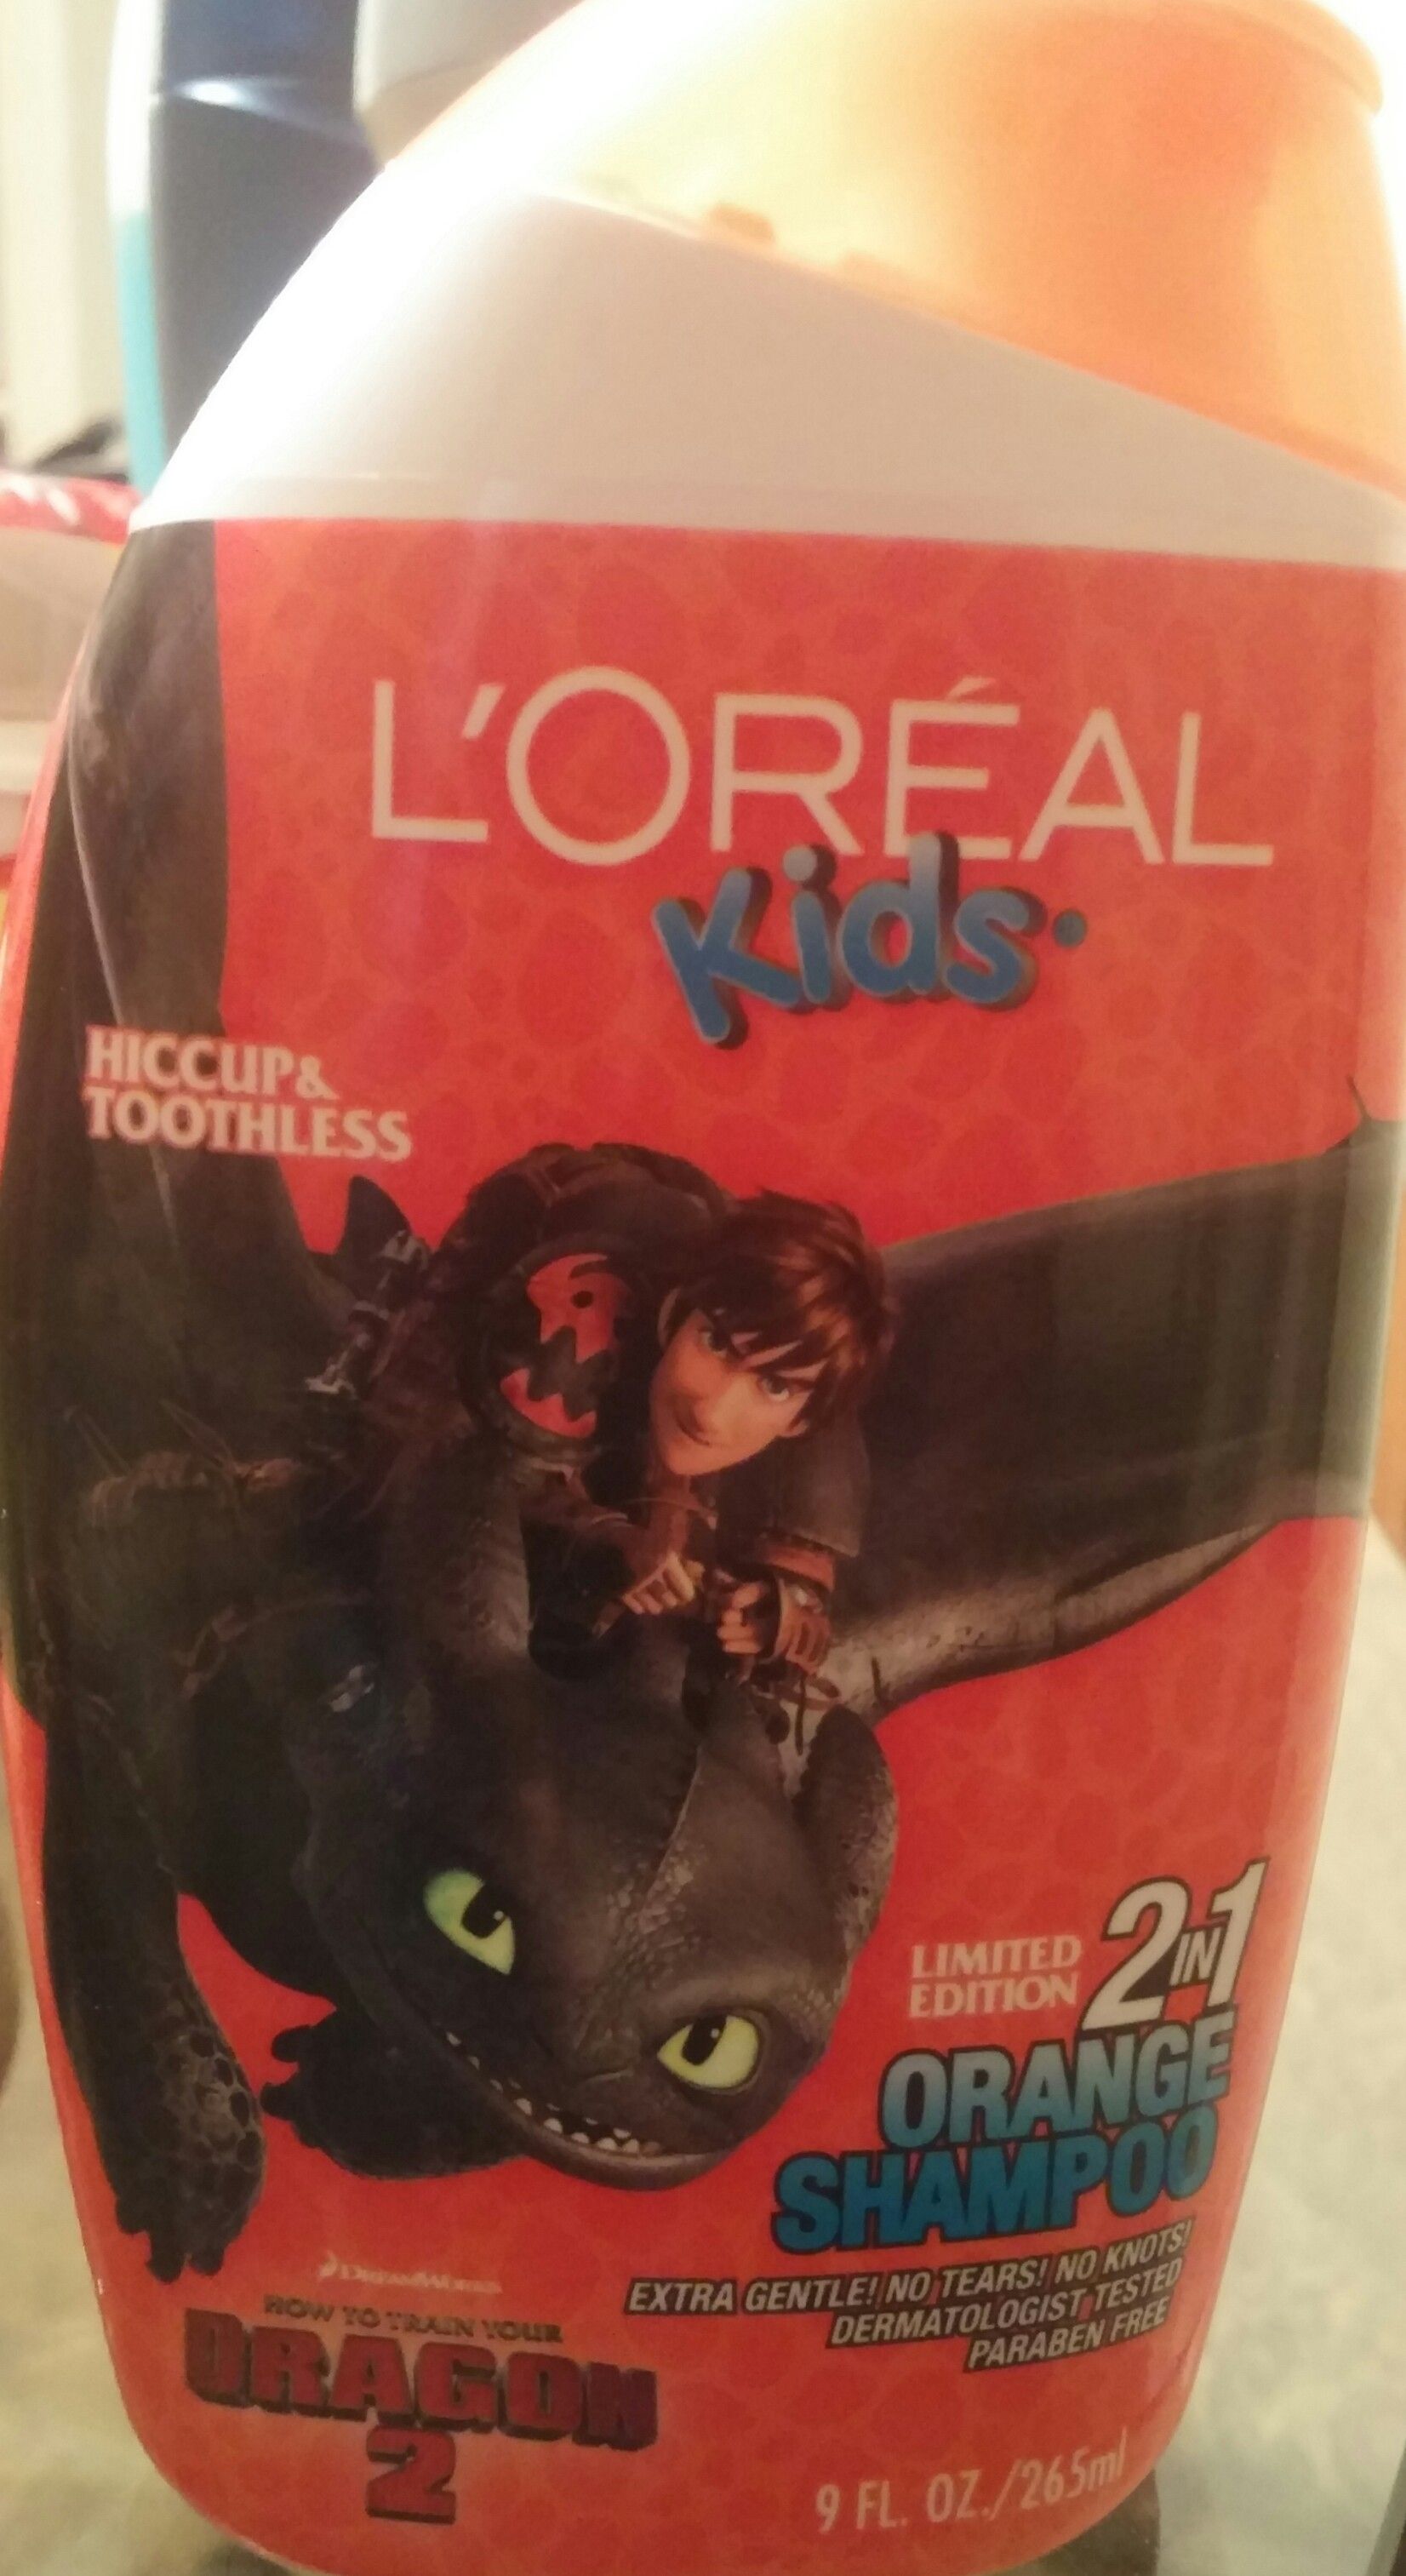 L'ORÉAL
Kids
HICCUP&
TOOTHLESS
LIMITED
EDITION
2IN1
ORANGE
SHAMPOO
EXTRA GENTLE! NO TEARS! NO KNOTS!
DERMATOLOGIST TESTED
PARABEN FREE
DREAMWORKS
HOW TO TRAIN YOUR
DRAGON
2
9 FL. OZ./265ml